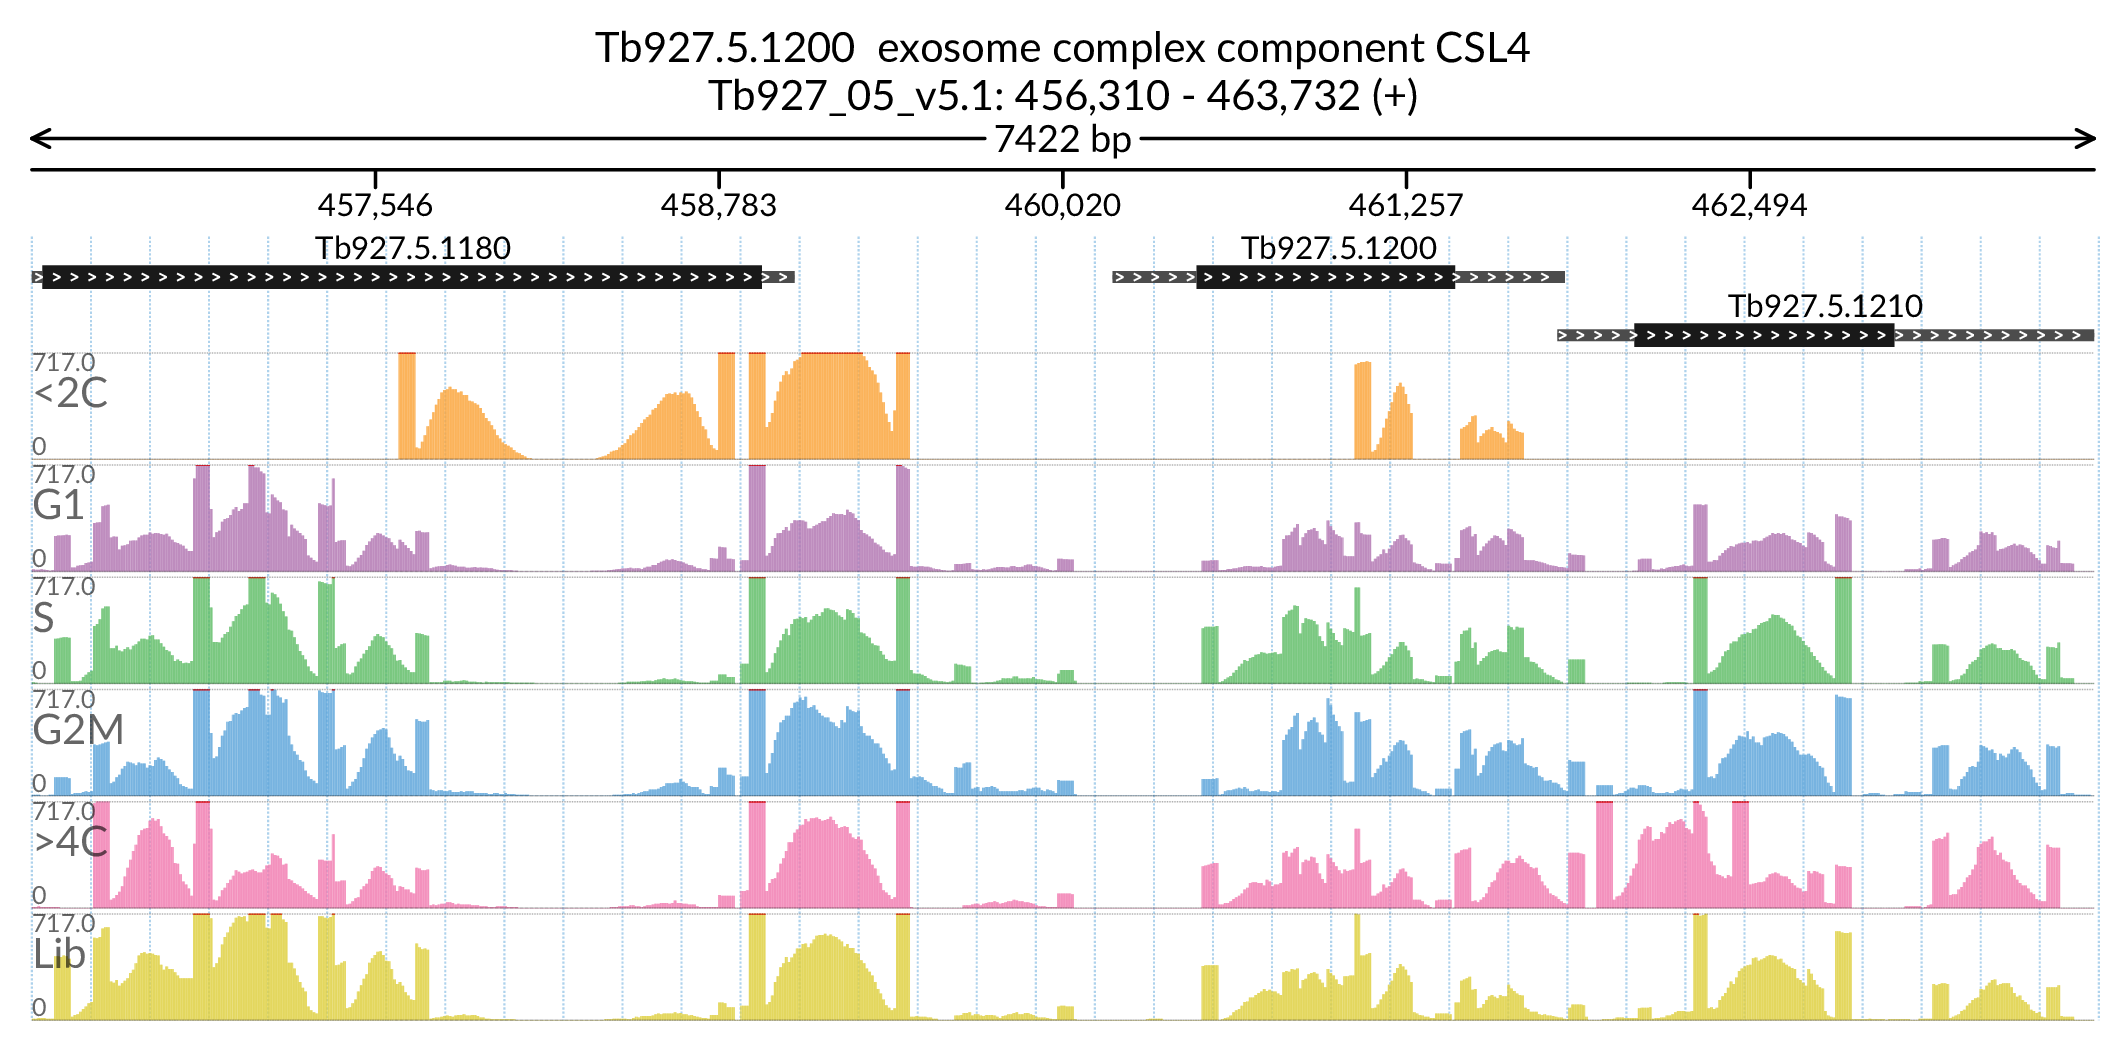 Tb927.5.1200  exosome complex component CSL4
Tb927_05_v5.1: 456,310 - 463,732 (+)
7422 bp
457,546 458,783 460,020 461,257 462,494
Tb927.5.1180 Tb927.5.1200
Tb927.5.1210
717.0
<2C
0
717.0
G1
0
717.0
S
0
717.0
G2M
0
717.0
>4C
0
717.0
Lib
0